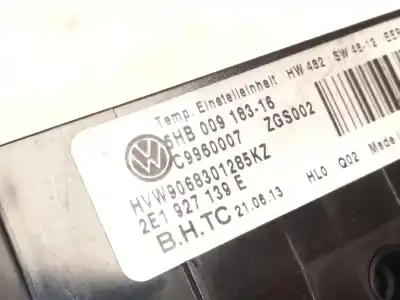 Temp. Einstelleinheit HW 482 SW 48-12 EEP
5HB 009 183-16
C9960007 ZGS002
HVW9068301285KZ
2E1 927 139 E
B.H.TC 21.06.13 HL0 Q02 Made